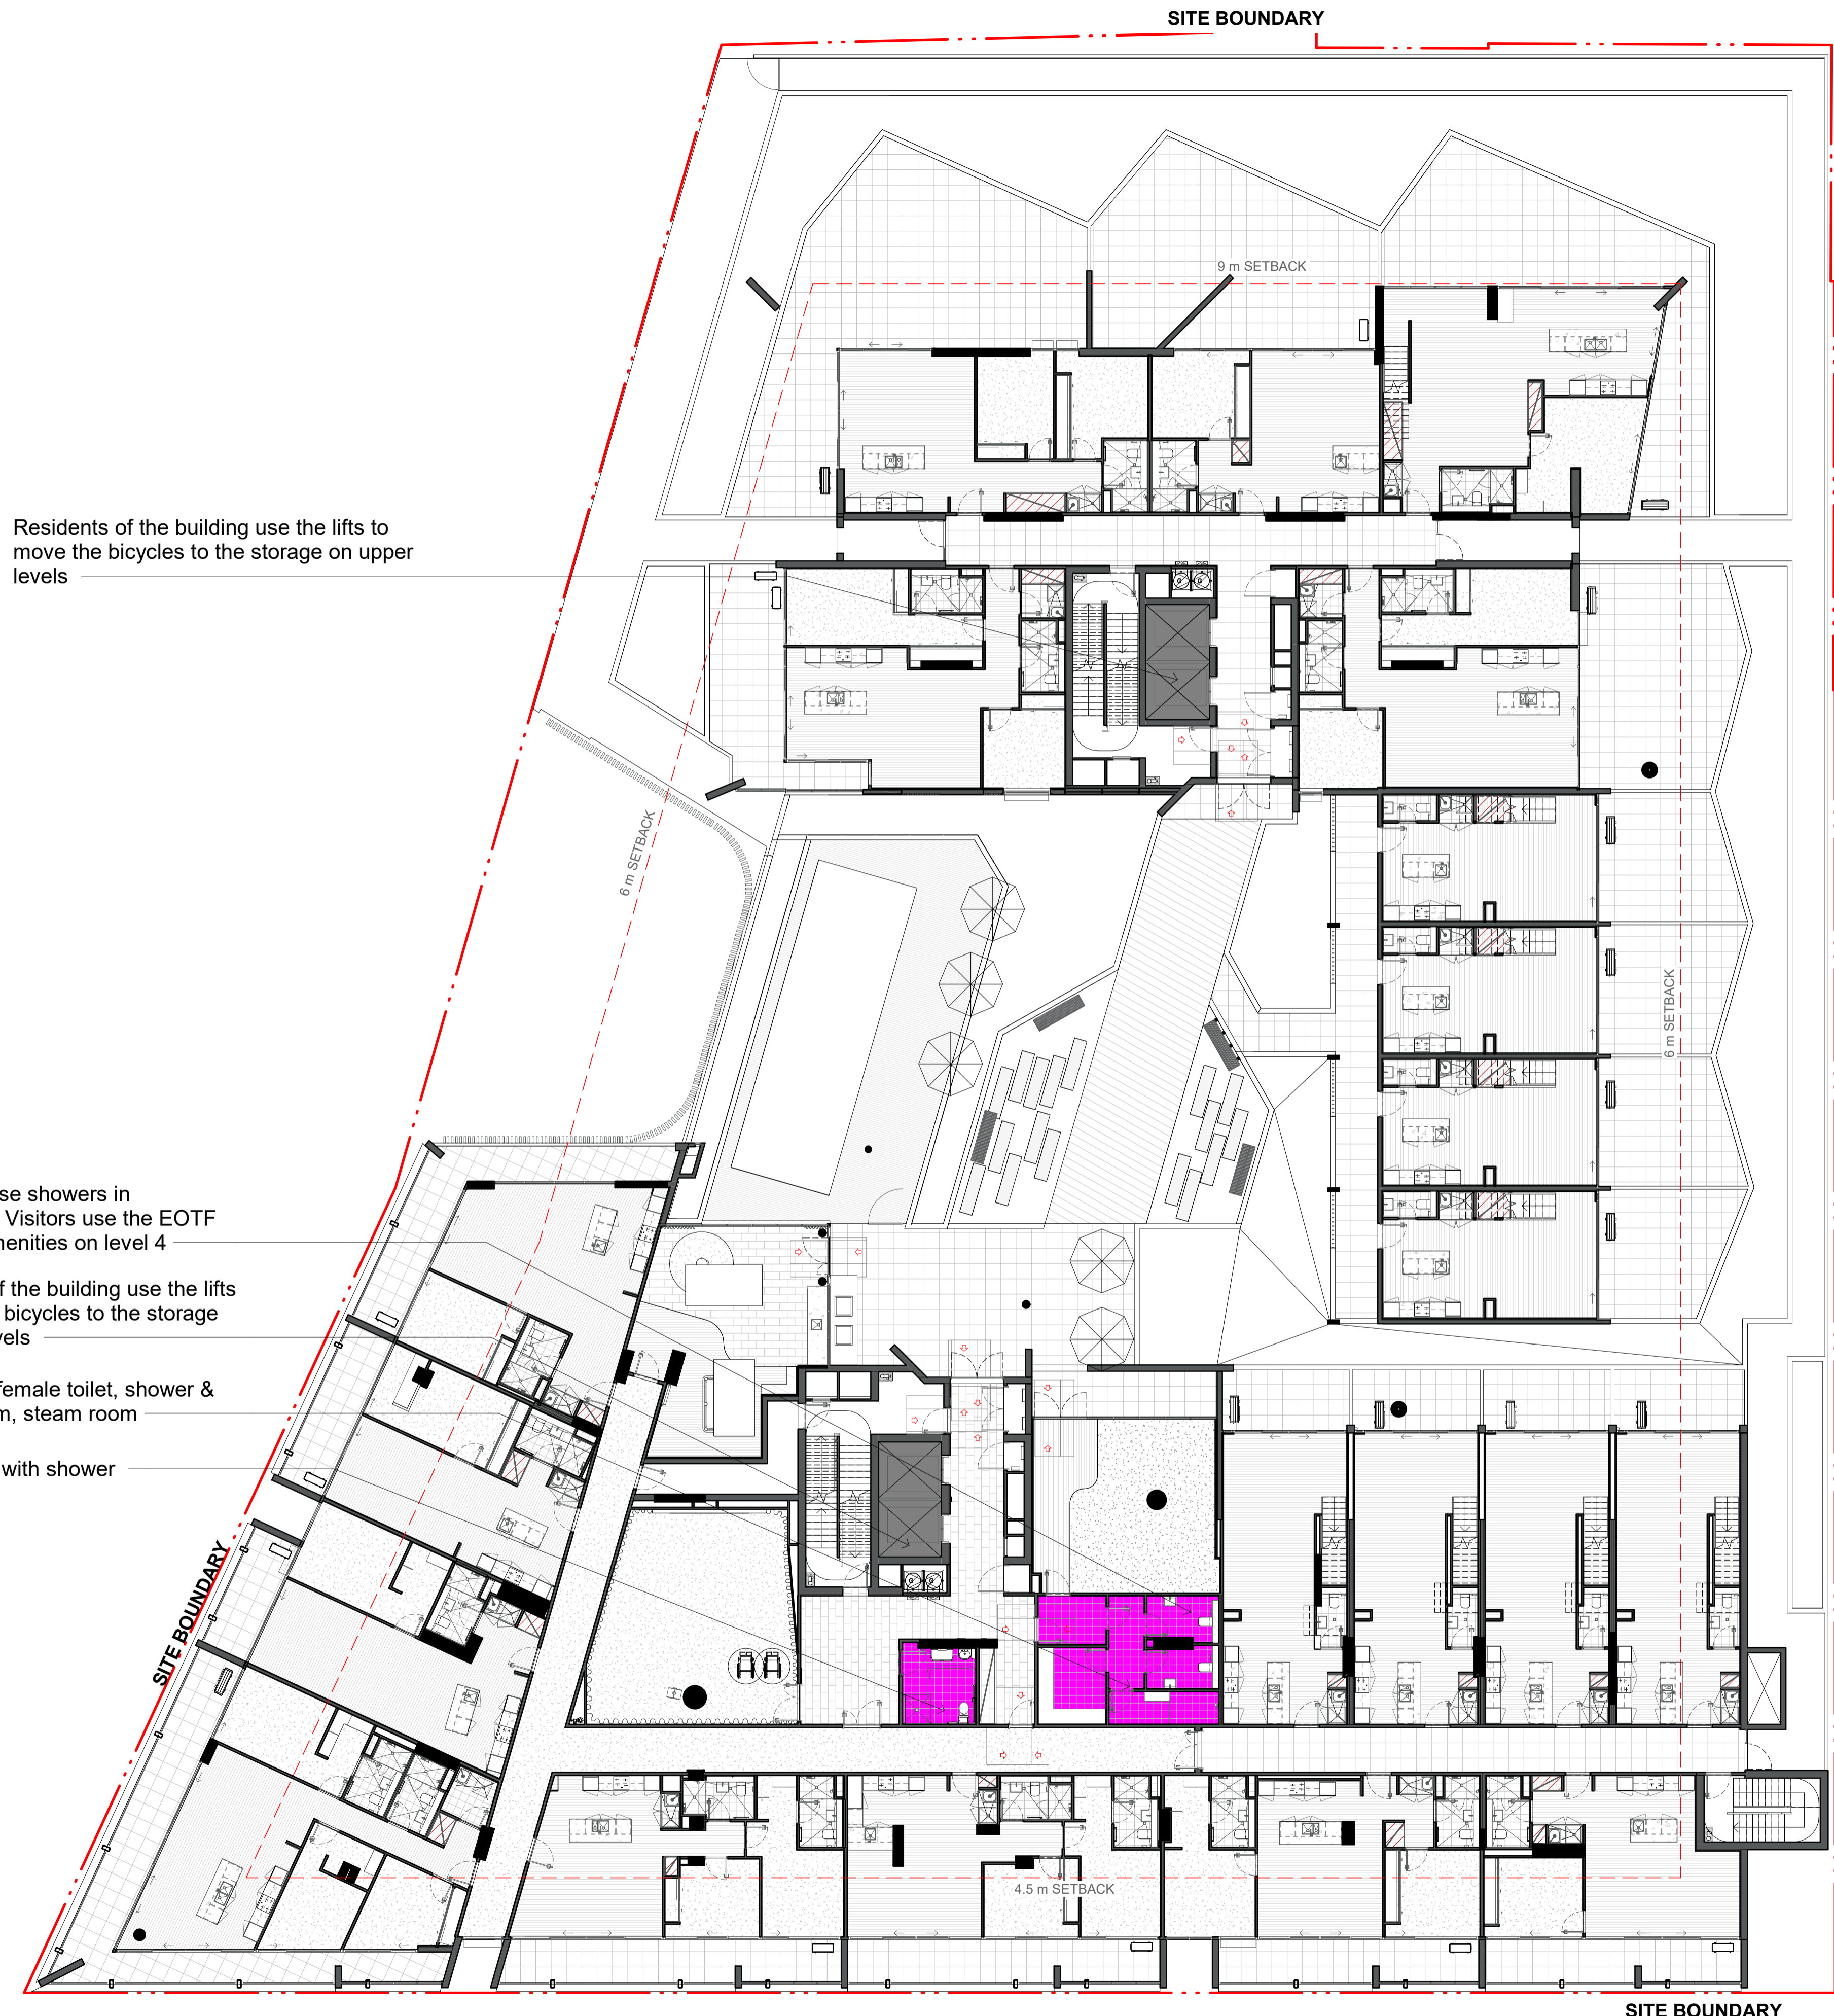 SITE BOUNDARY
9 m SETBACK
Residents of the building use the lifts to
move the bicycles to the storage on upper
levels
6 m SETBACK
6 m SETBACK
se showers in
Visitors use the EOTF
menities on level 4
f the building use the lifts
bicycles to the storage
vels
female toilet, shower &
m, steam room
with shower
SITE BOUNDARY
4.5 m SETBACK
SITE BOUNDARY